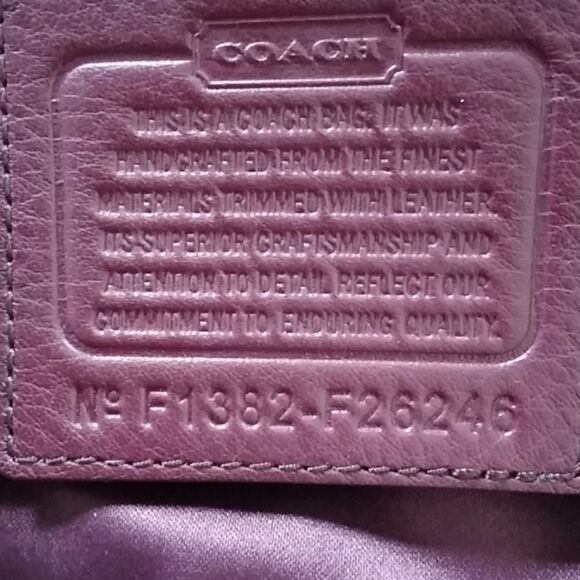 COACH
THIS IS A COACH BAG. IT WAS
HANDCRAFTED FROM THE FINEST
MATERIALS TRIMMED WITH LEATHER.
ITS SUPERIOR CRAFTSMANSHIP AND
ATTENTION TO DETAIL REFLECT OUR
COMMITMENT TO ENDURING QUALITY.
Nº F1382-F26246